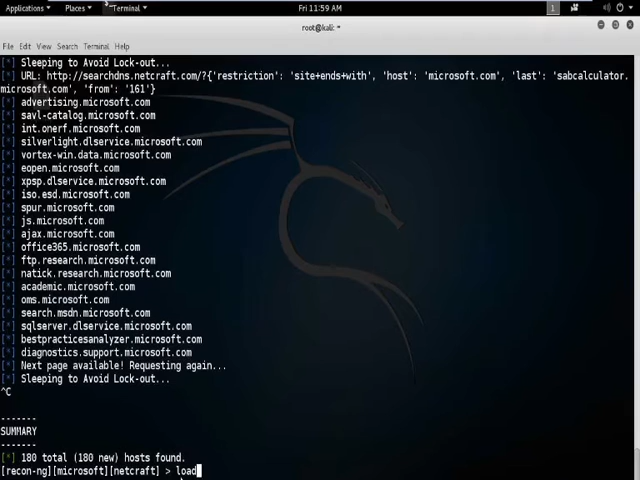 Applications Places Terminal Fri 11:59 AM 1
root@kali: ~
File Edit View Search Terminal Help
[*] Sleeping to Avoid Lock-out...
[*] URL: http://searchdns.netcraft.com/?{'restriction': 'site+ends+with', 'host': 'microsoft.com', 'last': 'sabcalculator.
microsoft.com', 'from': '161'}
[*] advertising.microsoft.com
[*] savl-catalog.microsoft.com
[*] int.onerf.microsoft.com
[*] silverlight.dlservice.microsoft.com
[*] vortex-win.data.microsoft.com
[*] eopen.microsoft.com
[*] xpsp.dlservice.microsoft.com
[*] iso.esd.microsoft.com
[*] spur.microsoft.com
[*] js.microsoft.com
[*] ajax.microsoft.com
[*] office365.microsoft.com
[*] ftp.research.microsoft.com
[*] natick.research.microsoft.com
[*] academic.microsoft.com
[*] oms.microsoft.com
[*] search.msdn.microsoft.com
[*] sqlserver.dlservice.microsoft.com
[*] bestpracticesanalyzer.microsoft.com
[*] diagnostics.support.microsoft.com
[*] Next page available! Requesting again...
[*] Sleeping to Avoid Lock-out...
^C
-------
SUMMARY
-------
[*] 180 total (180 new) hosts found.
[recon-ng][microsoft][netcraft] > load